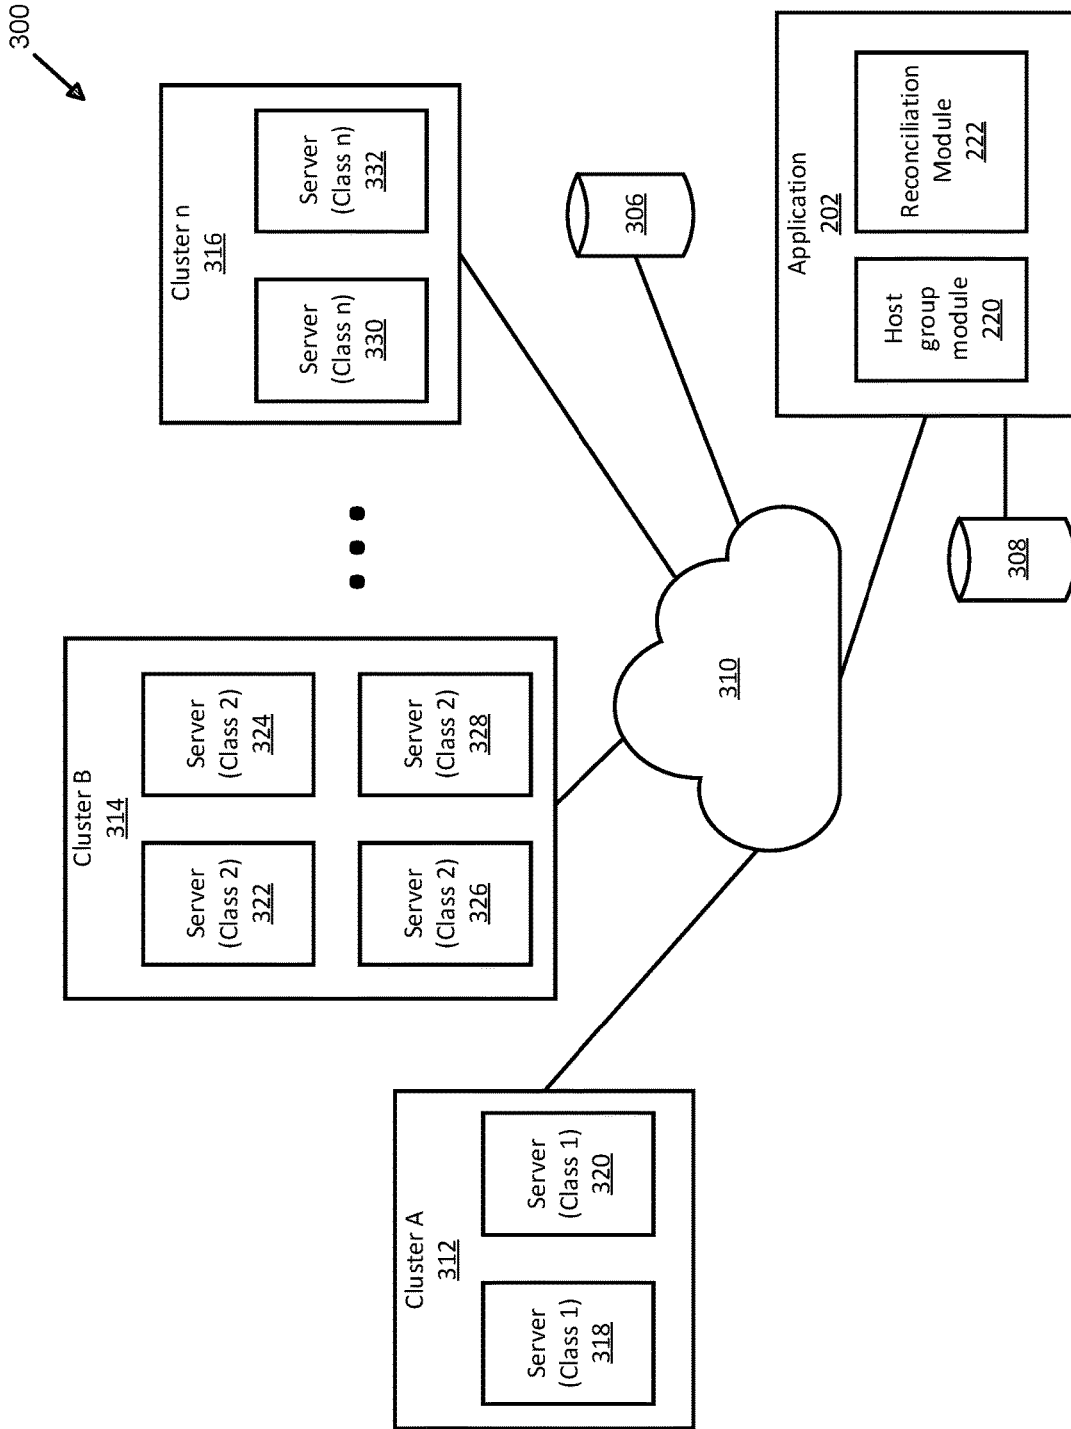 300
Cluster A
312
Server
(Class 1)
318
Server
(Class 1)
320
Cluster B
314
Server
(Class 2)
322
Server
(Class 2)
324
Server
(Class 2)
326
Server
(Class 2)
328
Cluster n
316
Server
(Class n)
330
Server
(Class n)
332
310
306
308
Application
202
Host
group
module
220
Reconciliation
Module
222